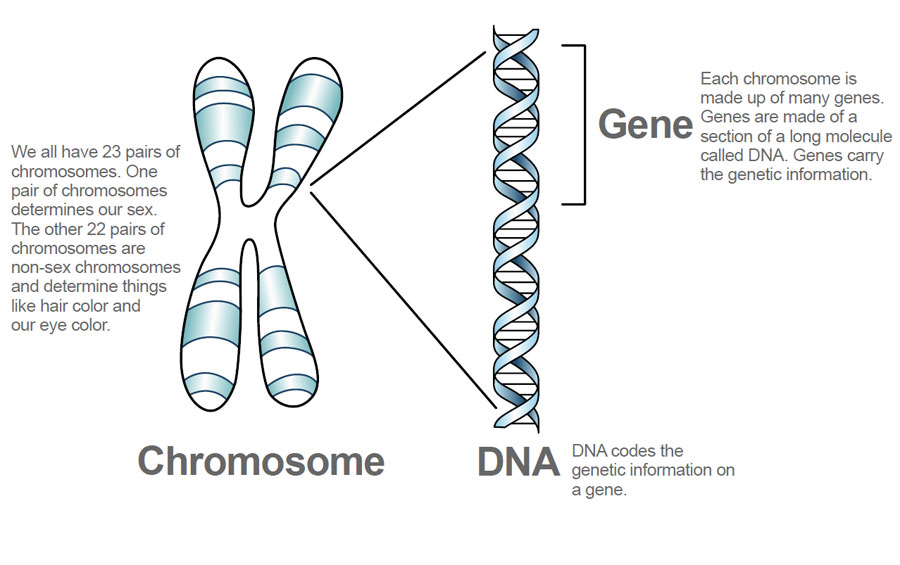 We all have 23 pairs of
chromosomes. One
pair of chromosomes
determines our sex.
The other 22 pairs of
chromosomes are
non-sex chromosomes
and determine things
like hair color and
our eye color.
Chromosome
Gene
Each chromosome is
made up of many genes.
Genes are made of a
section of a long molecule
called DNA. Genes carry
the genetic information.
DNA
DNA codes the
genetic information on
a gene.